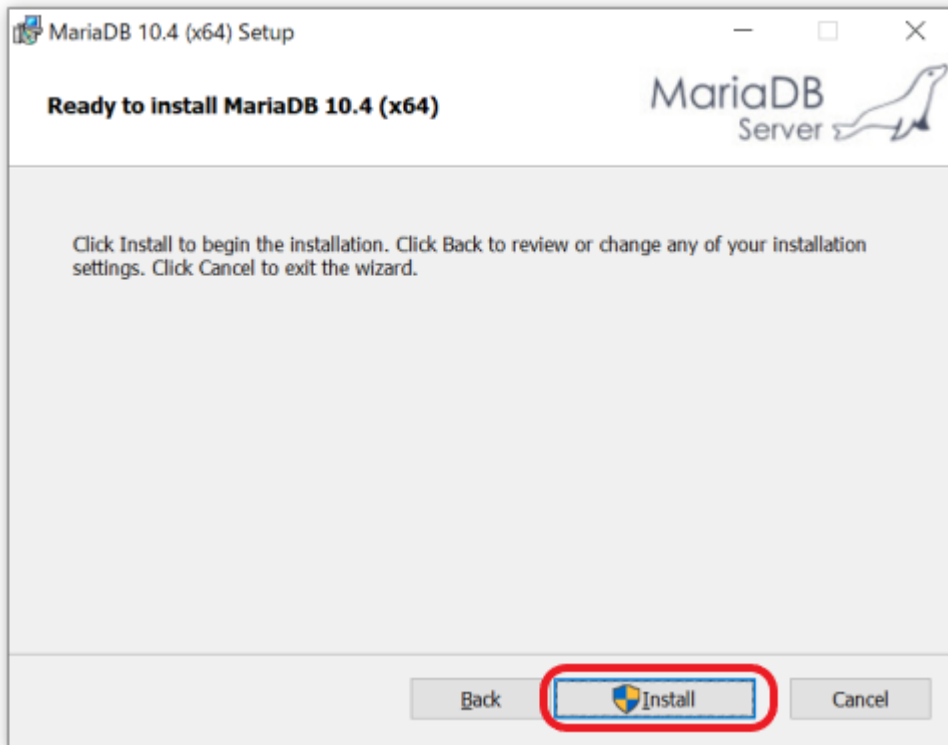 MariaDB 10.4 (x64) Setup
Ready to install MariaDB 10.4 (x64)
MariaDB
Server
Click Install to begin the installation. Click Back to review or change any of your installation
settings. Click Cancel to exit the wizard.
Back
Install
Cancel